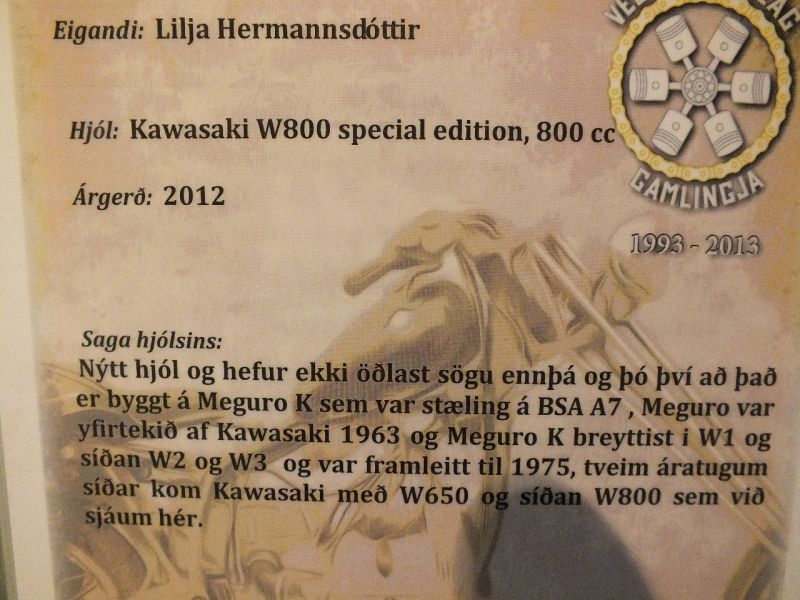 Eigandi: Lilja Hermannsdóttir
Hjól: Kawasaki W800 special edition, 800 cc
Árgerð: 2012
GAMLINGJA
1993 - 2013
Saga hjólsins:
Nýtt hjól og hefur ekki öðlast sögu ennþá og þó því að það
er byggt á Meguro K sem var stæling á BSA A7 , Meguro var
yfirtekið af Kawasaki 1963 og Meguro K breyttist i W1 og
síðan W2 og W3 og var framleitt til 1975, tveim áratugum
síðar kom Kawasaki með W650 og síðan W800 sem við
sjáum hér.